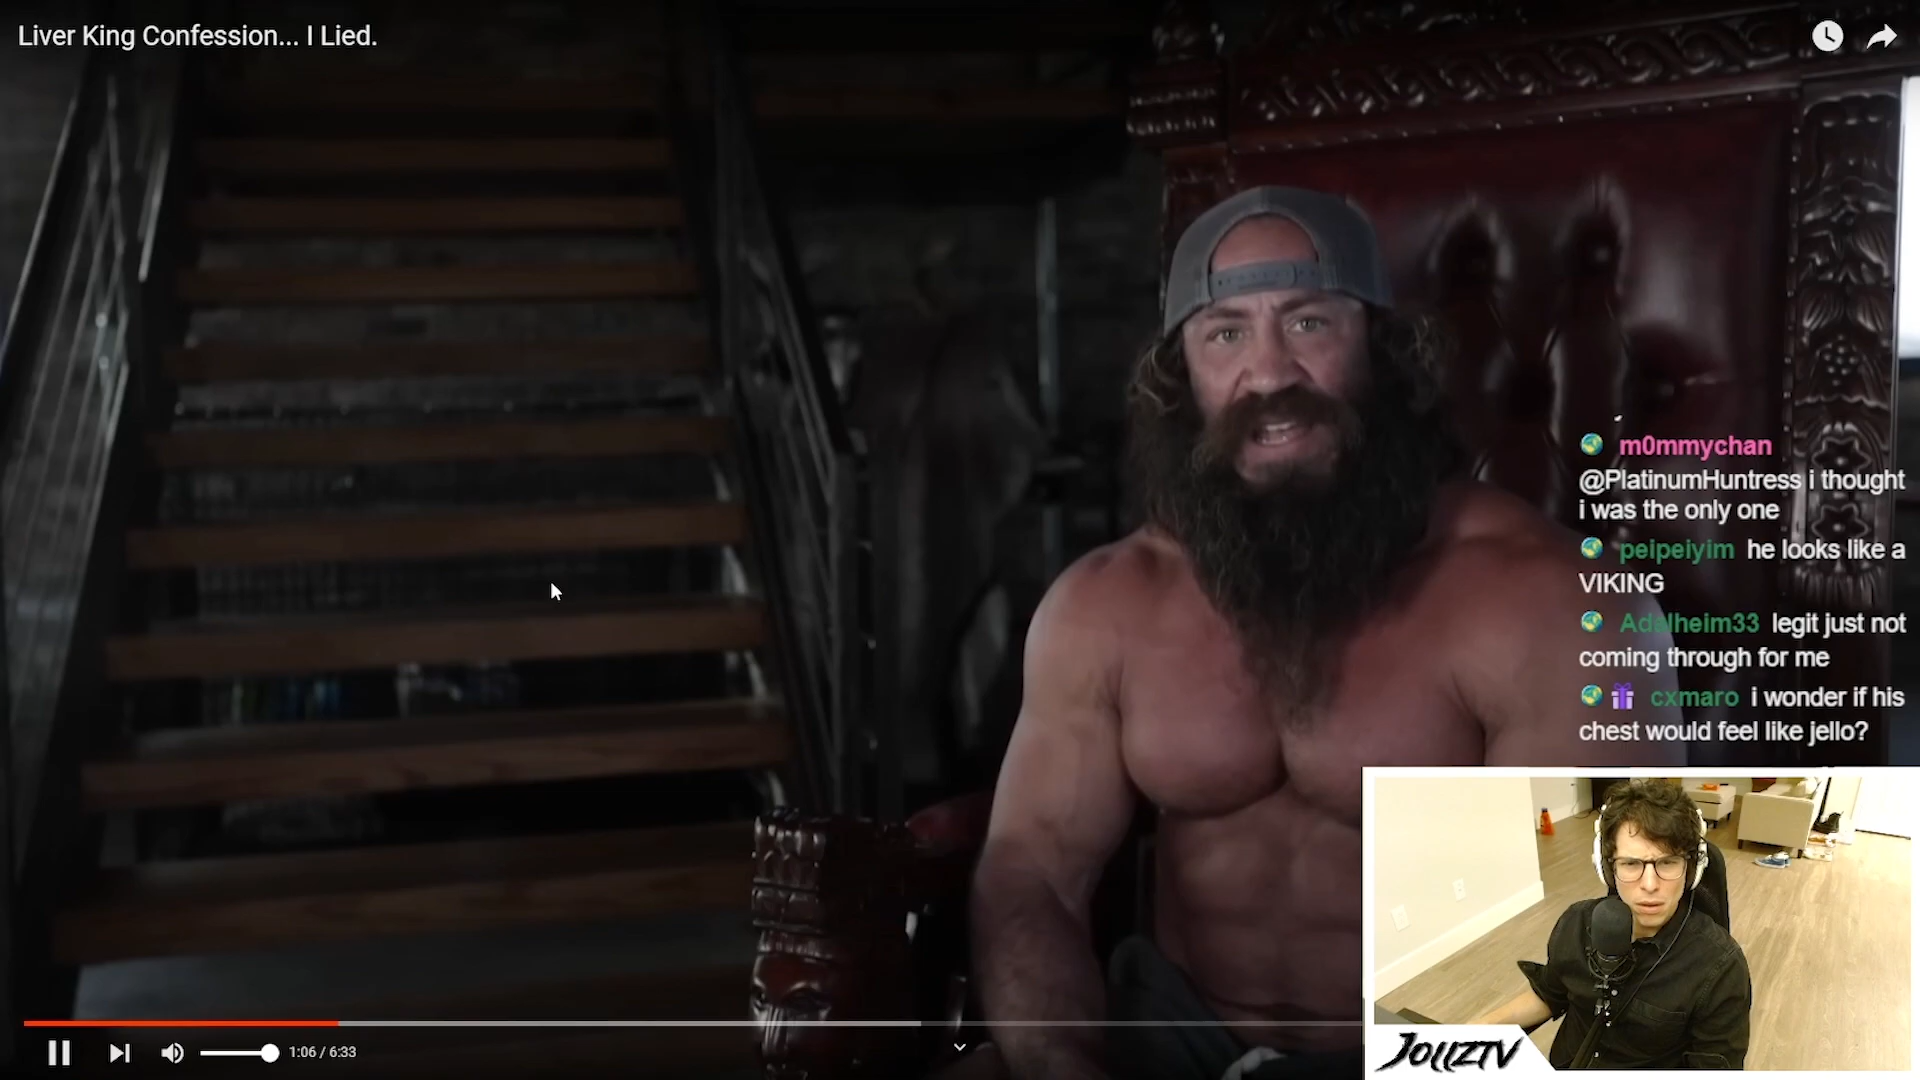 Liver King Confession... I Lied.
m0mmychan
@PlatinumHuntress i thought
i was the only one
peipeiyim he looks like a
VIKING
Adalheim33 legit just not
coming through for me
cxmaro i wonder if his
chest would feel like jello?
1:06 / 6:33
JOLLZTV